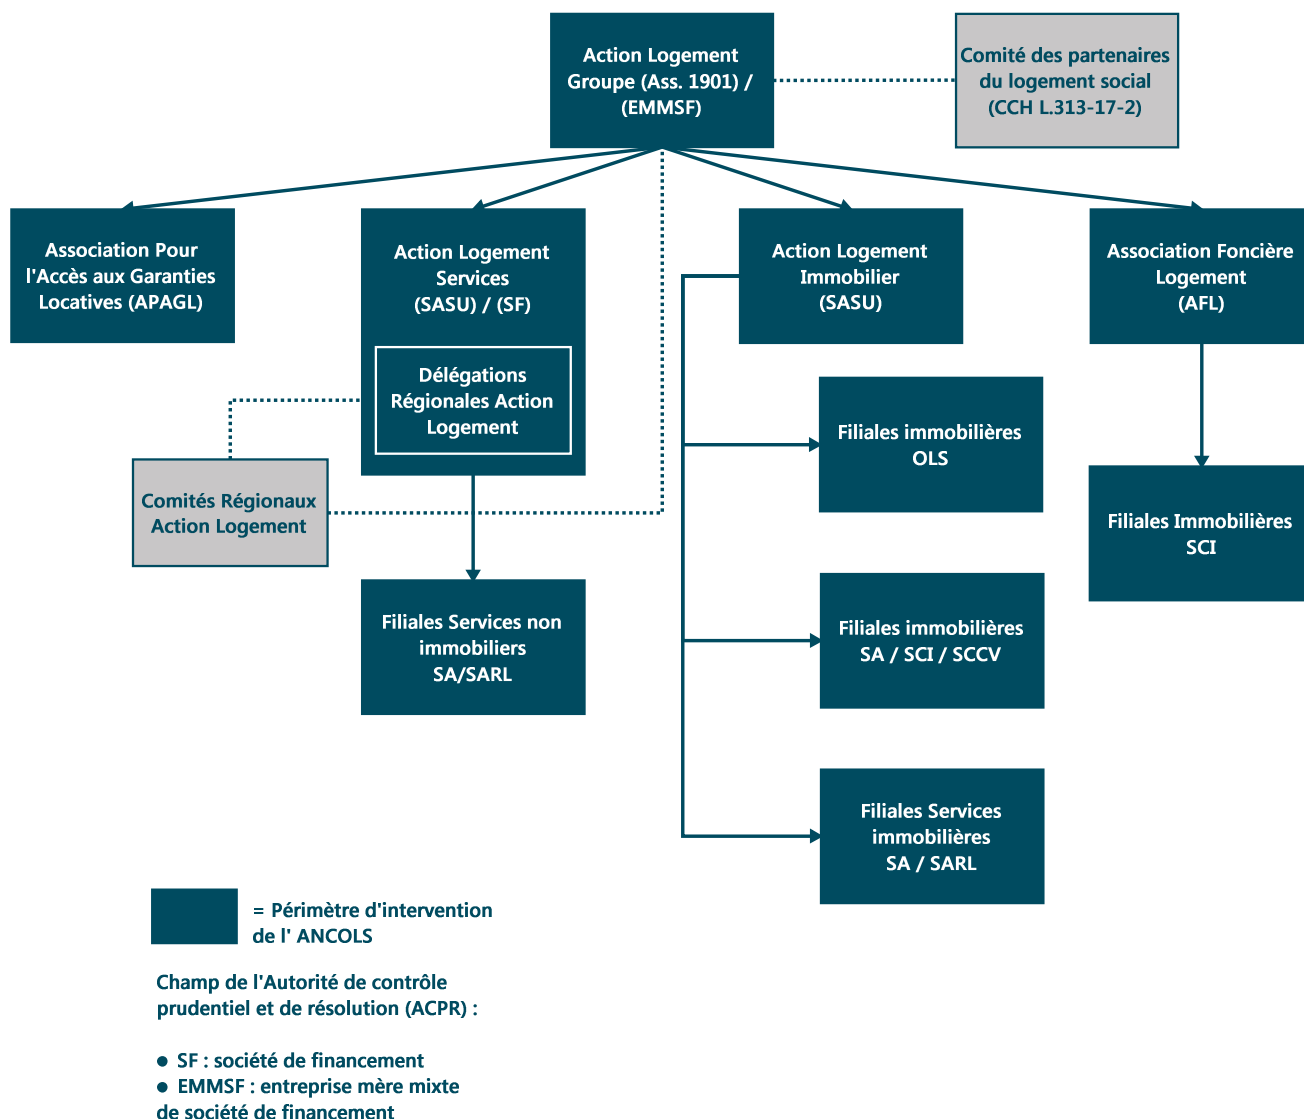 Action Logement
Groupe (Ass. 1901) /
(EMMSF)
Comité des partenaires
du logement social
(CCH L.313-17-2)
Association Pour
l'Accès aux Garanties
Locatives (APAGL)
Action Logement
Services
(SASU) / (SF)
Délégations
Régionales Action
Logement
Action Logement
Immobilier
(SASU)
Association Foncière
Logement
(AFL)
Comités Régionaux
Action Logement
Filiales immobilières
OLS
Filiales Immobilières
SCI
Filiales Services non
immobiliers
SA/SARL
Filiales immobilières
SA / SCI / SCCV
Filiales Services
immobilières
SA / SARL
= Périmètre d'intervention
de l' ANCOLS
Champ de l'Autorité de contrôle
prudentiel et de résolution (ACPR) :
● SF : société de financement
● EMMSF : entreprise mère mixte
de société de financement